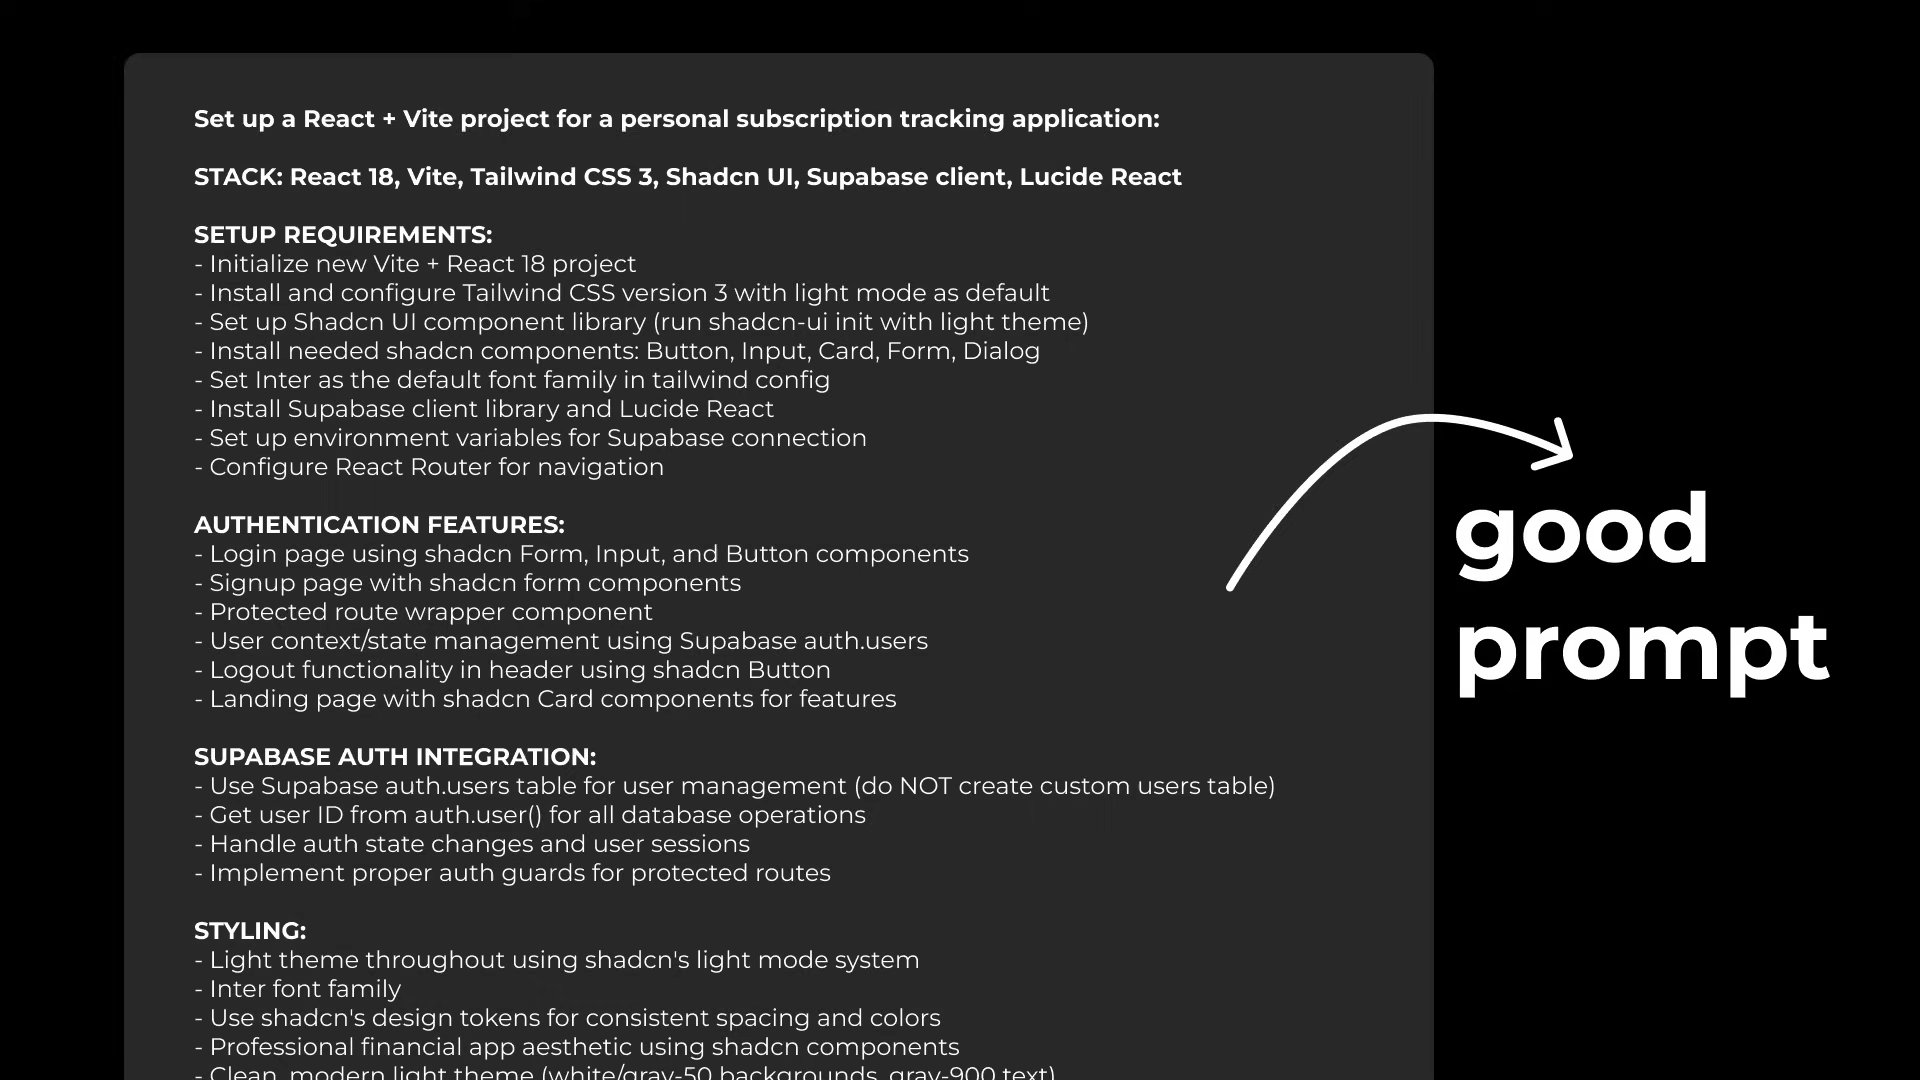 Set up a React + Vite project for a personal subscription tracking application:
STACK: React 18, Vite, Tailwind CSS 3, Shadcn UI, Supabase client, Lucide React
SETUP REQUIREMENTS:
- Initialize new Vite + React 18 project
- Install and configure Tailwind CSS version 3 with light mode as default
- Set up Shadcn UI component library (run shadcn-ui init with light theme)
- Install needed shadcn components: Button, Input, Card, Form, Dialog
- Set Inter as the default font family in tailwind config
- Install Supabase client library and Lucide React
- Set up environment variables for Supabase connection
- Configure React Router for navigation
AUTHENTICATION FEATURES:
- Login page using shadcn Form, Input, and Button components
- Signup page with shadcn form components
- Protected route wrapper component
- User context/state management using Supabase auth.users
- Logout functionality in header using shadcn Button
- Landing page with shadcn Card components for features
SUPABASE AUTH INTEGRATION:
- Use Supabase auth.users table for user management (do NOT create custom users table)
- Get user ID from auth.user() for all database operations
- Handle auth state changes and user sessions
- Implement proper auth guards for protected routes
STYLING:
- Light theme throughout using shadcn's light mode system
- Inter font family
- Use shadcn's design tokens for consistent spacing and colors
- Professional financial app aesthetic using shadcn components
- Clean, modern light theme (white/gray-50 backgrounds, gray-900 text)
good
prompt